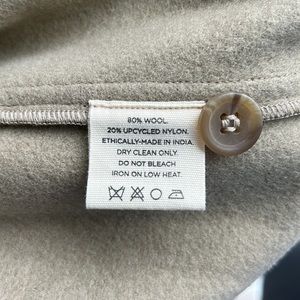 80% WOOL.
20% UPCYCLED NYLON.
ETHICALLY-MADE IN INDIA.
DRY CLEAN ONLY.
DO NOT BLEACH
IRON ON LOW HEAT.